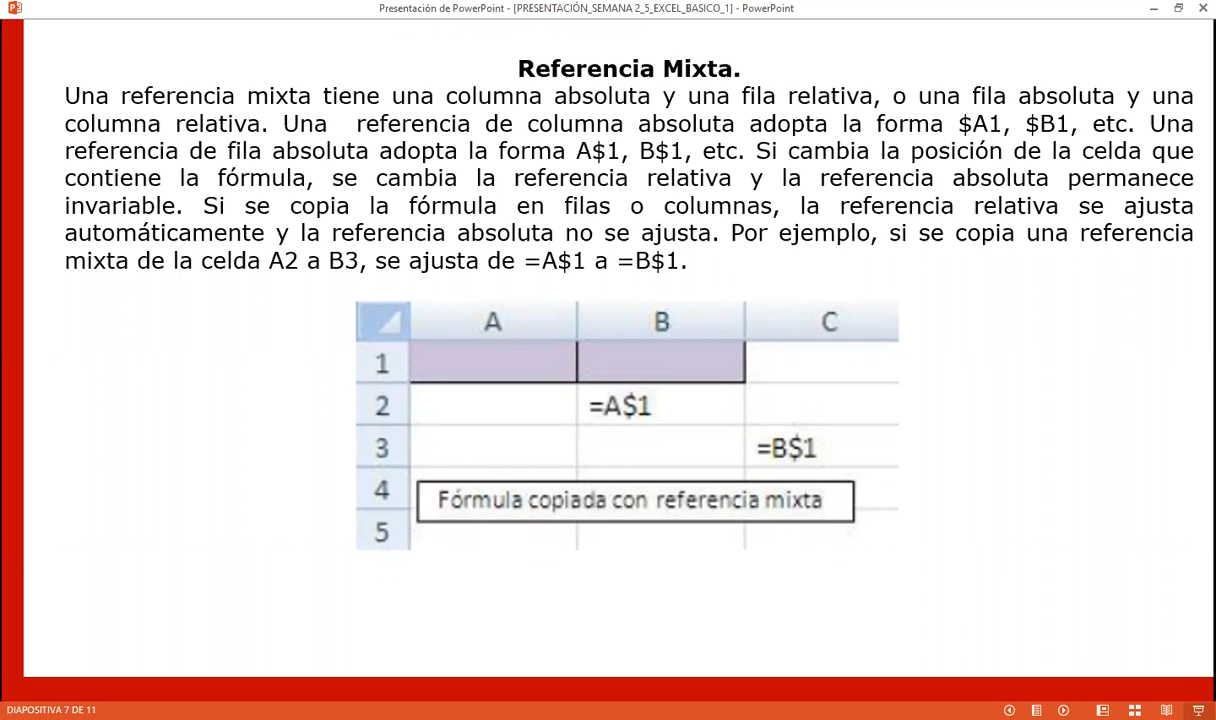 Presentación de PowerPoint - [PRESENTACIÓN_SEMANA 2_5_EXCEL_BASICO_1] - PowerPoint
Referencia Mixta.
Una referencia mixta tiene una columna absoluta y una fila relativa, o una fila absoluta y una
columna relativa. Una referencia de columna absoluta adopta la forma $A1, $B1, etc. Una
referencia de fila absoluta adopta la forma A$1, B$1, etc. Si cambia la posición de la celda que
contiene la fórmula, se cambia la referencia relativa y la referencia absoluta permanece
invariable. Si se copia la fórmula en filas o columnas, la referencia relativa se ajusta
automáticamente y la referencia absoluta no se ajusta. Por ejemplo, si se copia una referencia
mixta de la celda A2 a B3, se ajusta de =A$1 a =B$1.
A B C
1
2 =A$1
3 =B$1
4 Fórmula copiada con referencia mixta
5
DIAPOSITIVA 7 DE 11